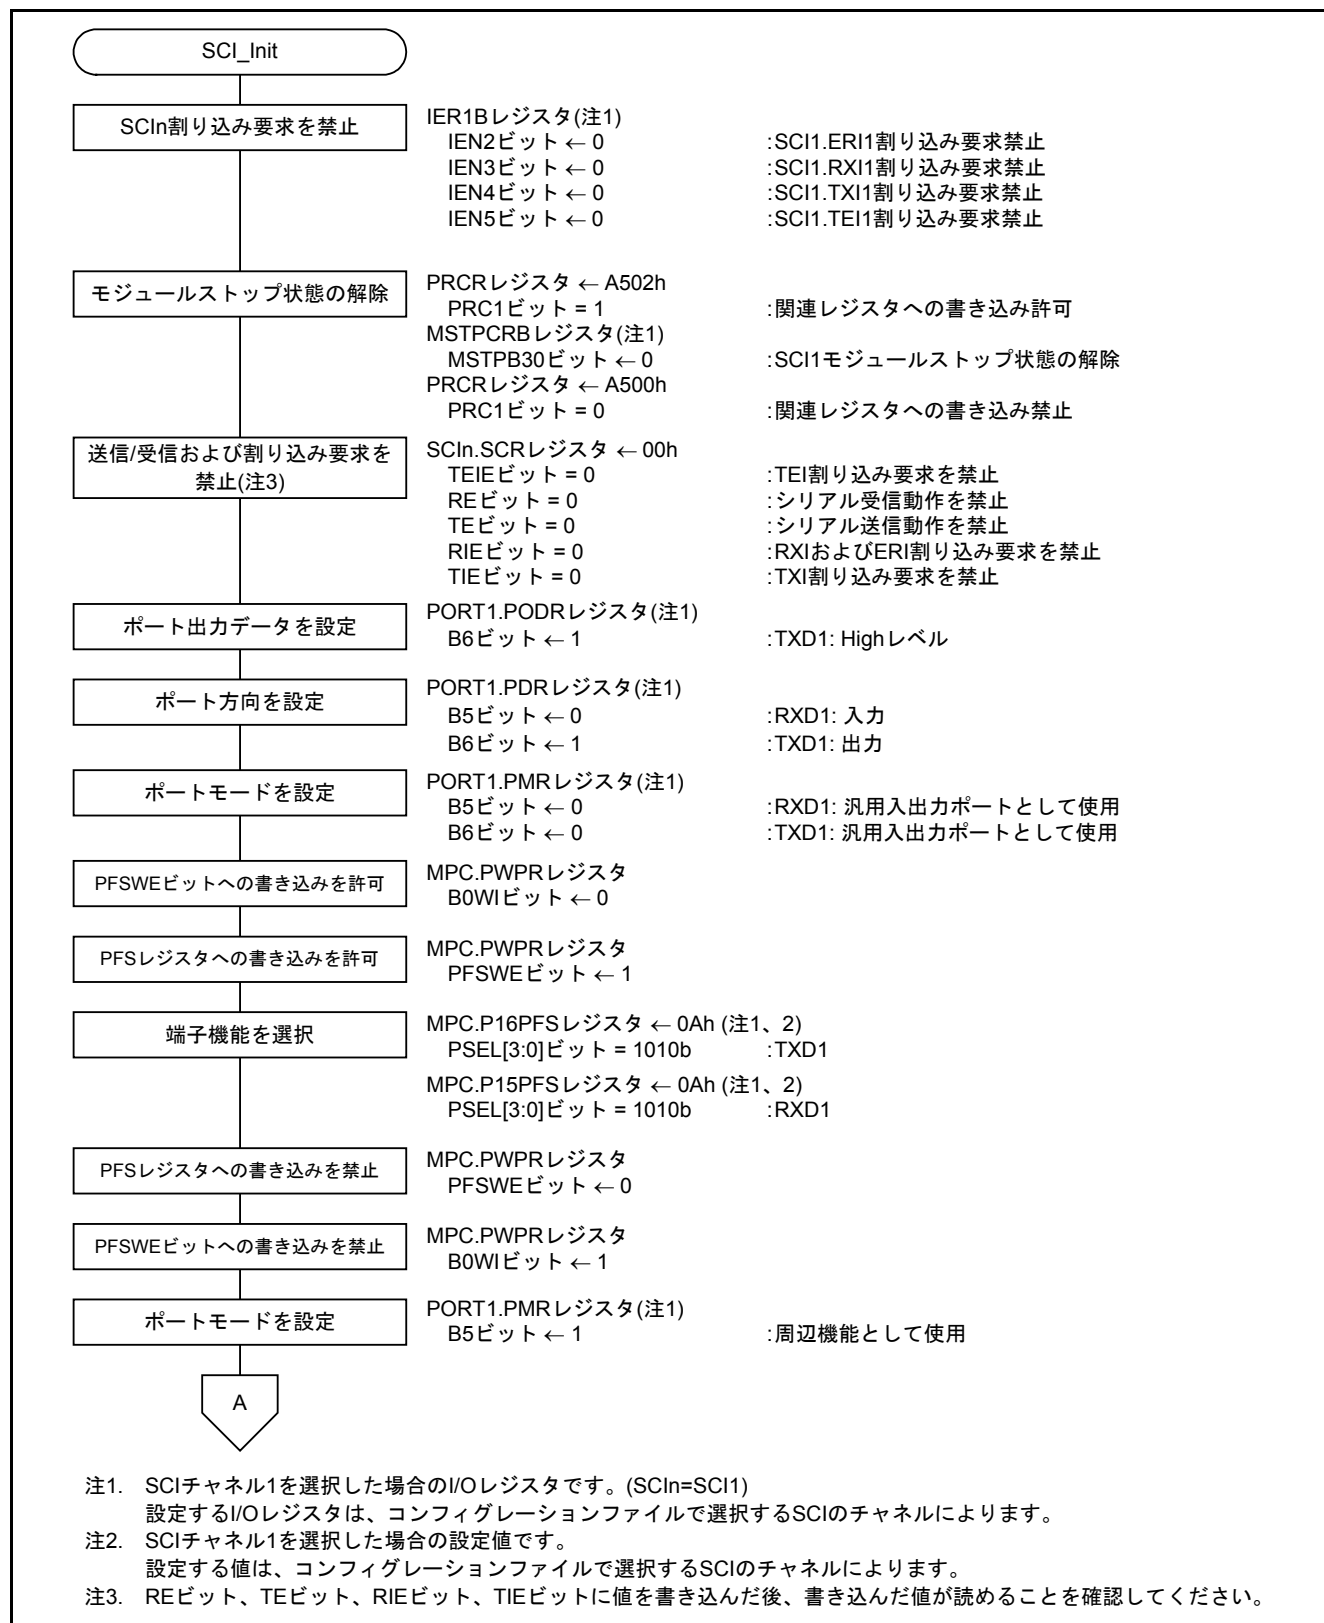 SCI_Init
SCIn割り込み要求を禁止
IER1Bレジスタ(注1)
IEN2ビット ← 0 :SCI1.ERI1割り込み要求禁止
IEN3ビット ← 0 :SCI1.RXI1割り込み要求禁止
IEN4ビット ← 0 :SCI1.TXI1割り込み要求禁止
IEN5ビット ← 0 :SCI1.TEI1割り込み要求禁止
モジュールストップ状態の解除
PRCRレジスタ ← A502h
PRC1ビット = 1 :関連レジスタへの書き込み許可
MSTPCRBレジスタ(注1)
MSTPB30ビット ← 0 :SCI1モジュールストップ状態の解除
PRCRレジスタ ← A500h
PRC1ビット = 0 :関連レジスタへの書き込み禁止
送信/受信および割り込み要求を
禁止(注3)
SCIn.SCRレジスタ ← 00h
TEIEビット = 0 :TEI割り込み要求を禁止
REビット = 0 :シリアル受信動作を禁止
TEビット = 0 :シリアル送信動作を禁止
RIEビット = 0 :RXIおよびERI割り込み要求を禁止
TIEビット = 0 :TXI割り込み要求を禁止
ポート出力データを設定
PORT1.PODRレジスタ(注1)
B6ビット ← 1 :TXD1: Highレベル
ポート方向を設定
PORT1.PDRレジスタ(注1)
B5ビット ← 0 :RXD1: 入力
B6ビット ← 1 :TXD1: 出力
ポートモードを設定
PORT1.PMRレジスタ(注1)
B5ビット ← 0 :RXD1: 汎用入出力ポートとして使用
B6ビット ← 0 :TXD1: 汎用入出力ポートとして使用
PFSWEビットへの書き込みを許可
MPC.PWPRレジスタ
B0WIビット ← 0
PFSレジスタへの書き込みを許可
MPC.PWPRレジスタ
PFSWEビット ← 1
端子機能を選択
MPC.P16PFSレジスタ ← 0Ah (注1、2)
PSEL[3:0]ビット = 1010b :TXD1
MPC.P15PFSレジスタ ← 0Ah (注1、2)
PSEL[3:0]ビット = 1010b :RXD1
PFSレジスタへの書き込みを禁止
MPC.PWPRレジスタ
PFSWEビット ← 0
PFSWEビットへの書き込みを禁止
MPC.PWPRレジスタ
B0WIビット ← 1
ポートモードを設定
PORT1.PMRレジスタ(注1)
B5ビット ← 1 :周辺機能として使用
A
注1. SCIチャネル1を選択した場合のI/Oレジスタです。(SCIn=SCI1)
設定するI/Oレジスタは、コンフィグレーションファイルで選択するSCIのチャネルによります。
注2. SCIチャネル1を選択した場合の設定値です。
設定する値は、コンフィグレーションファイルで選択するSCIのチャネルによります。
注3. REビット、TEビット、RIEビット、TIEビットに値を書き込んだ後、書き込んだ値が読めることを確認してください。